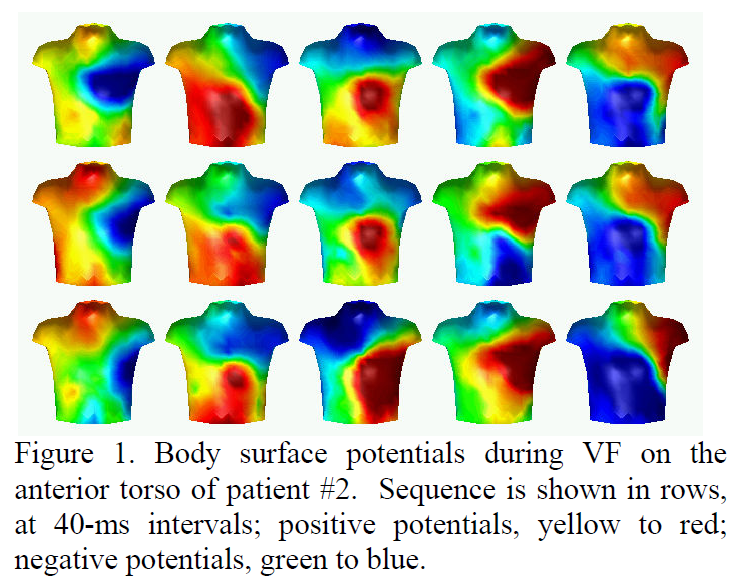 Figure 1. Body surface potentials during VF on the
anterior torso of patient #2. Sequence is shown in rows,
at 40-ms intervals; positive potentials, yellow to red;
negative potentials, green to blue.